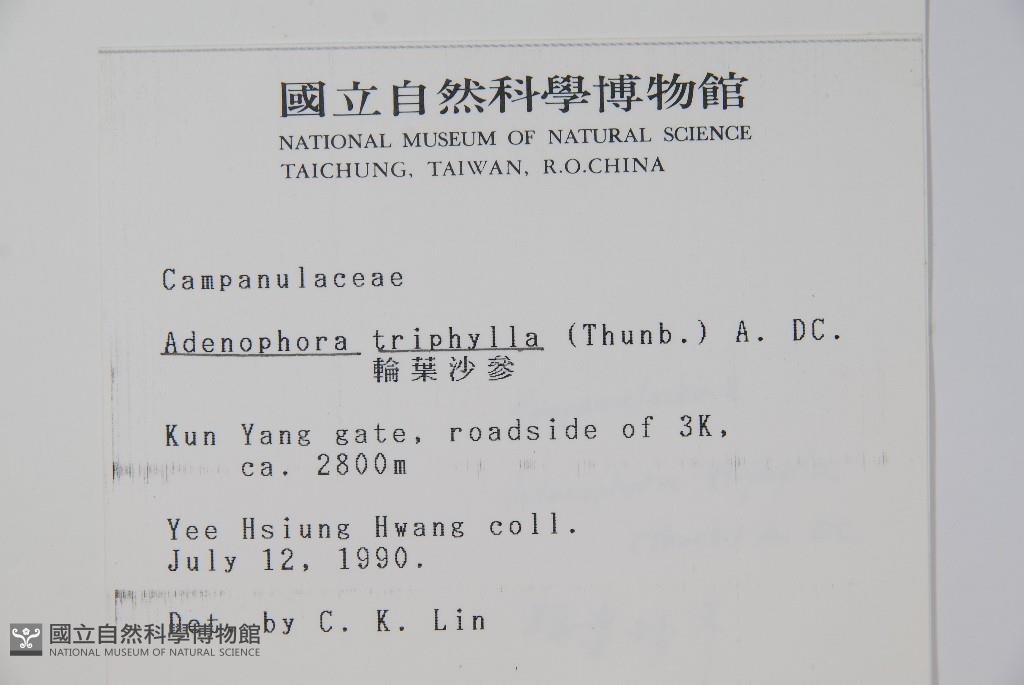 國立自然科學博物館
NATIONAL MUSEUM OF NATURAL SCIENCE
TAICHUNG, TAIWAN, R.O.CHINA
Campanulaceae
Adenophora triphylla (Thunb.) A. DC.
輪葉沙參
Kun Yang gate, roadside of 3K,
ca. 2800m
Yee Hsiung Hwang coll.
July 12, 1990.
Det. by C. K. Lin
國立自然科學博物館
NATIONAL MUSEUM OF NATURAL SCIENCE